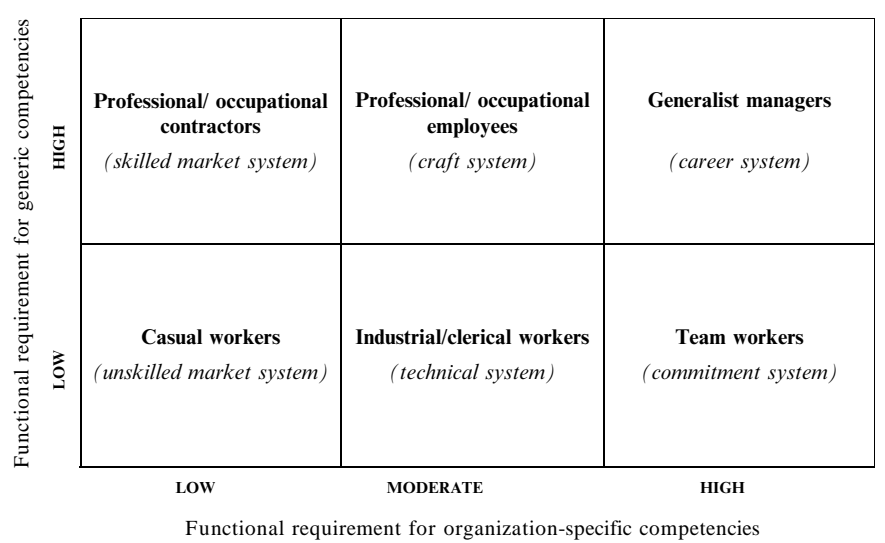 Functional requirement for generic competencies
HIGH
Professional/ occupational
contractors
(skilled market system)
Professional/ occupational
employees
(craft system)
Generalist managers
(career system)
LOW
Casual workers
(unskilled market system)
Industrial/clerical workers
(technical system)
Team workers
(commitment system)
LOW
MODERATE
HIGH
Functional requirement for organization-specific competencies